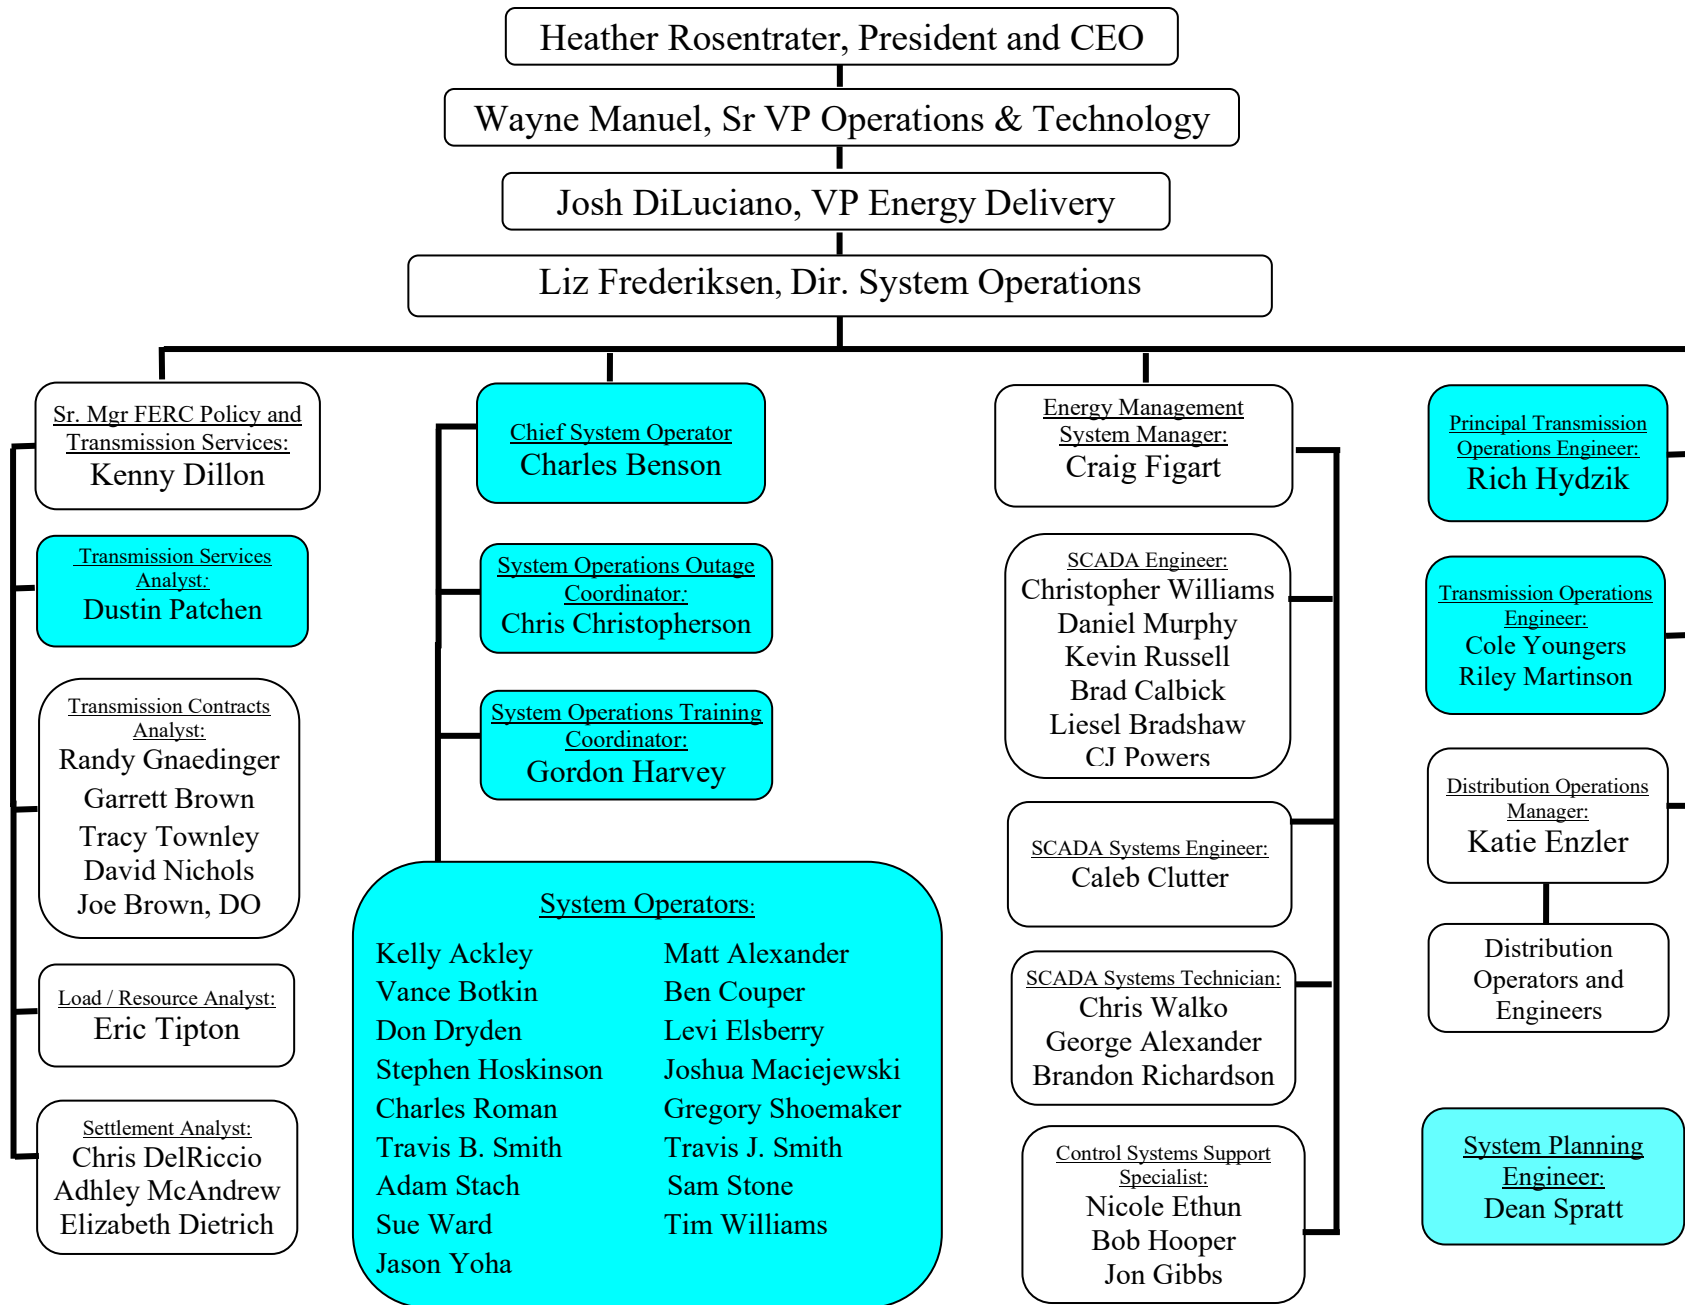 Heather Rosentrater, President and CEO
Wayne Manuel, Sr VP Operations & Technology
Josh DiLuciano, VP Energy Delivery
Liz Frederiksen, Dir. System Operations
Sr. Mgr FERC Policy and
Transmission Services:
Kenny Dillon
Transmission Services
Analyst:
Dustin Patchen
Transmission Contracts
Analyst:
Randy Gnaedinger
Garrett Brown
Tracy Townley
David Nichols
Joe Brown, DO
Load / Resource Analyst:
Eric Tipton
Settlement Analyst:
Chris DelRiccio
Adhley McAndrew
Elizabeth Dietrich
Chief System Operator
Charles Benson
System Operations Outage
Coordinator:
Chris Christopherson
System Operations Training
Coordinator:
Gordon Harvey
System Operators:
Kelly Ackley
Vance Botkin
Don Dryden
Stephen Hoskinson
Charles Roman
Travis B. Smith
Adam Stach
Sue Ward
Jason Yoha
Matt Alexander
Ben Couper
Levi Elsberry
Joshua Maciejewski
Gregory Shoemaker
Travis J. Smith
Sam Stone
Tim Williams
Energy Management
System Manager:
Craig Figart
SCADA Engineer:
Christopher Williams
Daniel Murphy
Kevin Russell
Brad Calbick
Liesel Bradshaw
CJ Powers
SCADA Systems Engineer:
Caleb Clutter
SCADA Systems Technician:
Chris Walko
George Alexander
Brandon Richardson
Control Systems Support
Specialist:
Nicole Ethun
Bob Hooper
Jon Gibbs
Principal Transmission
Operations Engineer:
Rich Hydzik
Transmission Operations
Engineer:
Cole Youngers
Riley Martinson
Distribution Operations
Manager:
Katie Enzler
Distribution
Operators and
Engineers
System Planning
Engineer:
Dean Spratt